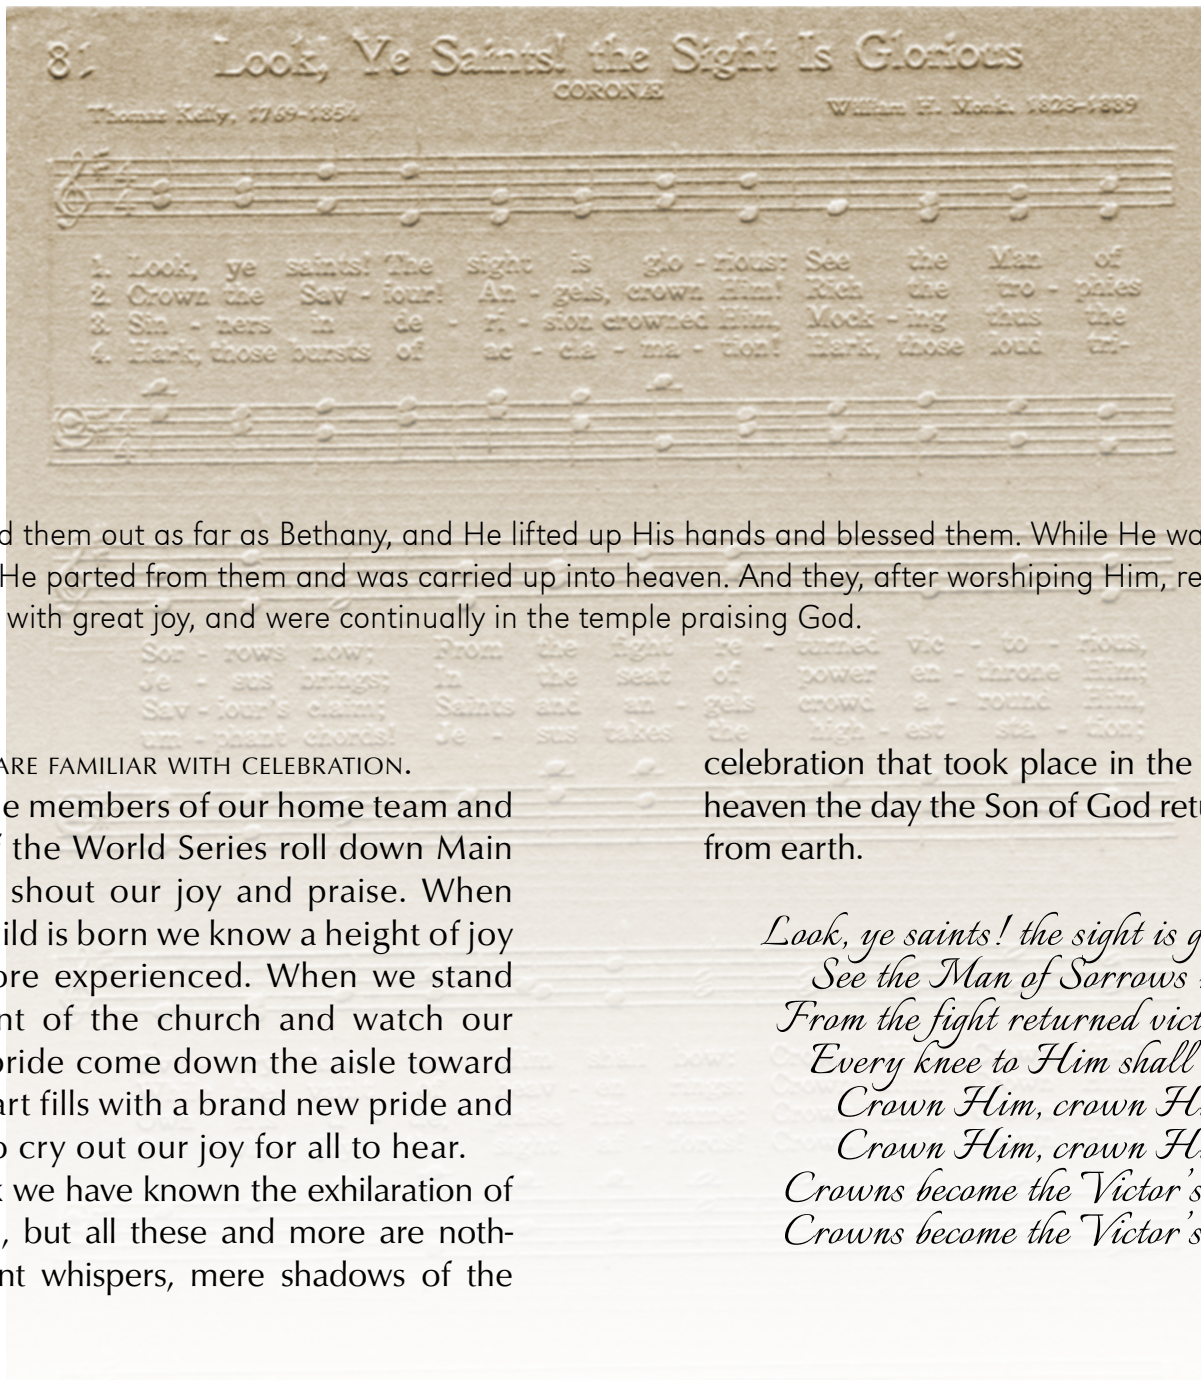 Look, Ye Saints! the Sight Is Glorious
CORONÆ
Thomas Kelly, 1769-1854 William H. Monk, 1823-1889
1. Look, ye saints! The sight is glo - rious: See the Man of
2. Crown the Sav - iour! An - gels, crown Him! Rich the tro - phies
3. Sin - ners in de - ri - sion crowned Him, Mock - ing thus the
4. Hark, those bursts of ac - cla - ma - tion! Hark, those loud tri-
d them out as far as Bethany, and He lifted up His hands and blessed them. While He wa
He parted from them and was carried up into heaven. And they, after worshiping Him, re
with great joy, and were continually in the temple praising God.
Sor - rows now; From the fight re - turned vic - to - rious,
Je - sus brings; In the seat of power en - throne Him;
Sav - iour's claim; Saints and an - gels crowd a - round Him,
um - phant chords! Je - sus takes the high - est sta - tion;
ARE FAMILIAR WITH CELEBRATION.
e members of our home team and
f the World Series roll down Main
shout our joy and praise. When
ild is born we know a height of joy
ore experienced. When we stand
nt of the church and watch our
pride come down the aisle toward
art fills with a brand new pride and
o cry out our joy for all to hear.
k we have known the exhilaration of
, but all these and more are noth-
nt whispers, mere shadows of the
celebration that took place in the
heaven the day the Son of God retu
from earth.
Look, ye saints! the sight is g
See the Man of Sorrows
From the fight returned vict
Every knee to Him shall
Crown Him, crown H
Crown Him, crown H
Crowns become the Victor's
Crowns become the Victor's